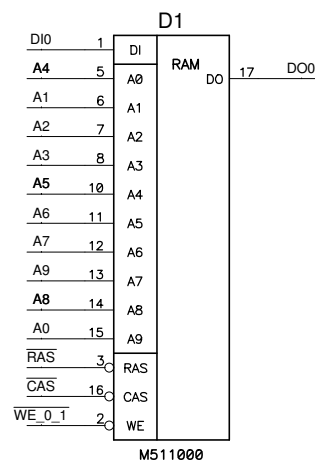 D1
DI0 1 DI RAM
A4 5 A0 DO 17 DO0
A1 6 A1
A2 7 A2
A3 8 A3
A5 10 A4
A6 11 A5
A7 12 A6
A9 13 A7
A8 14 A8
A0 15 A9
RAS 3 RAS
CAS 16 CAS
WE_0_1 2 WE
M511000